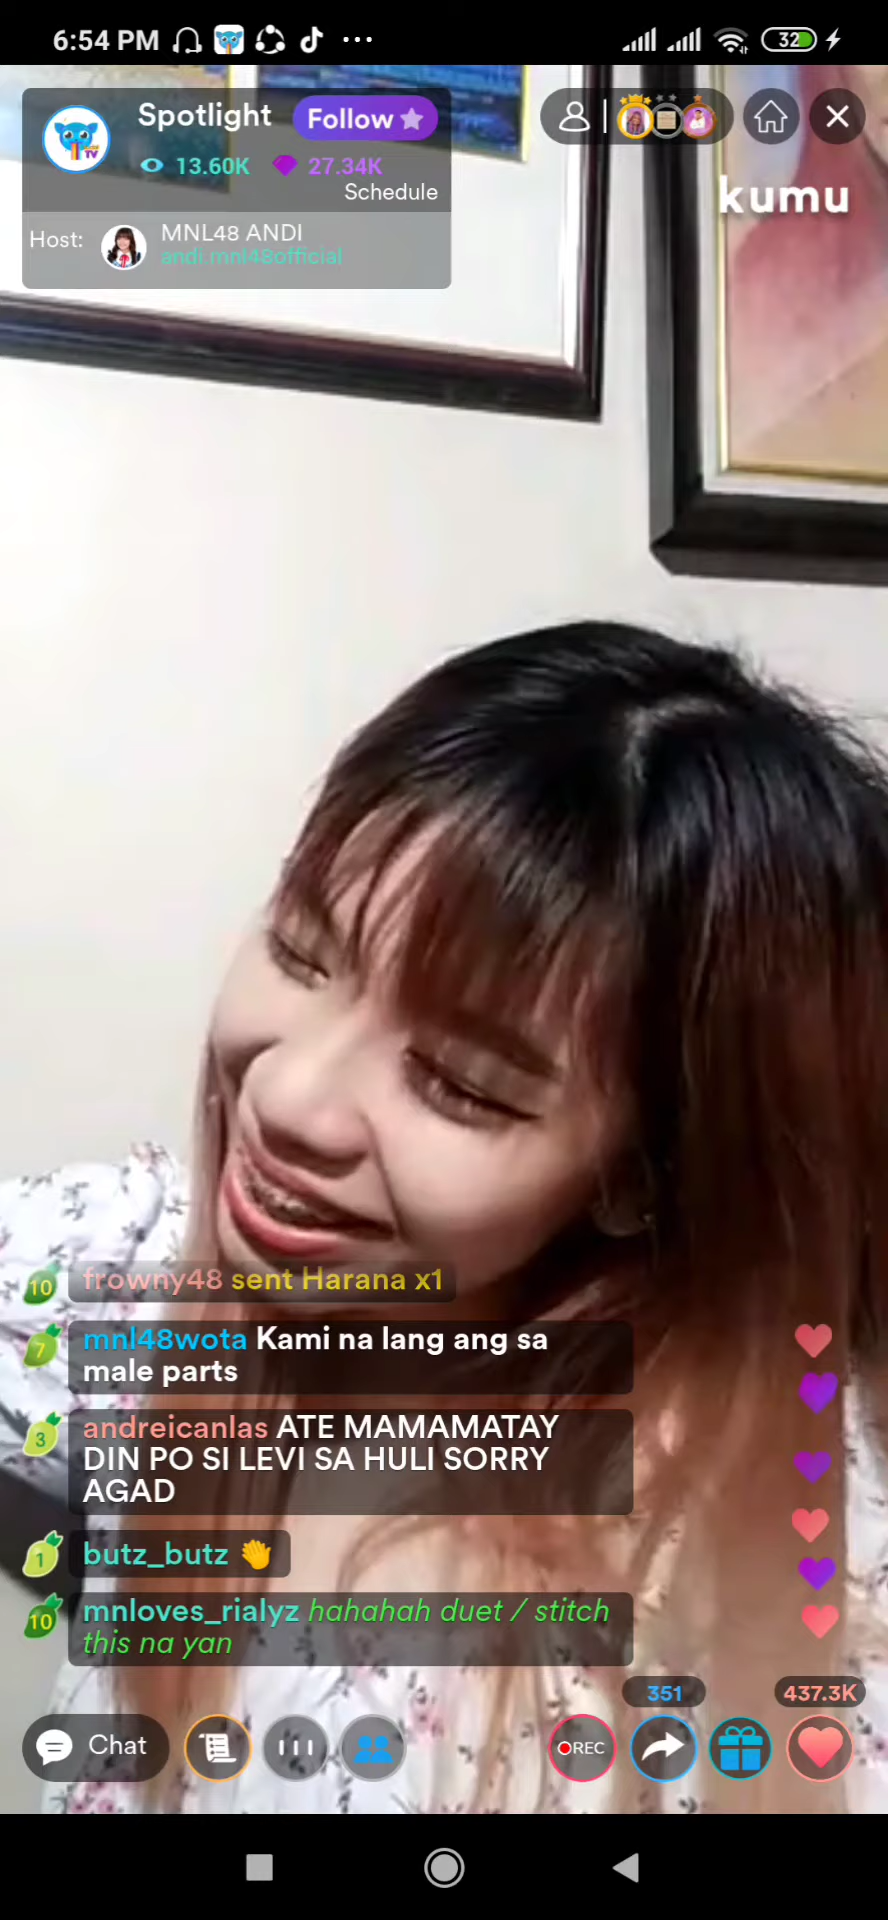 6:54 PM
32
Spotlight
Follow
13.60K
27.34K
Schedule
Host:
MNL48 ANDI
andi.mnl48official
TV
kumu
10
frowny48 sent Harana x1
7
mnl48wota Kami na lang ang sa
male parts
3
andreicanlas ATE MAMAMATAY
DIN PO SI LEVI SA HULI SORRY
AGAD
1
butz_butz 👏
10
mnloves_rialyz hahahah duet / stitch
this na yan
351
437.3K
Chat
REC